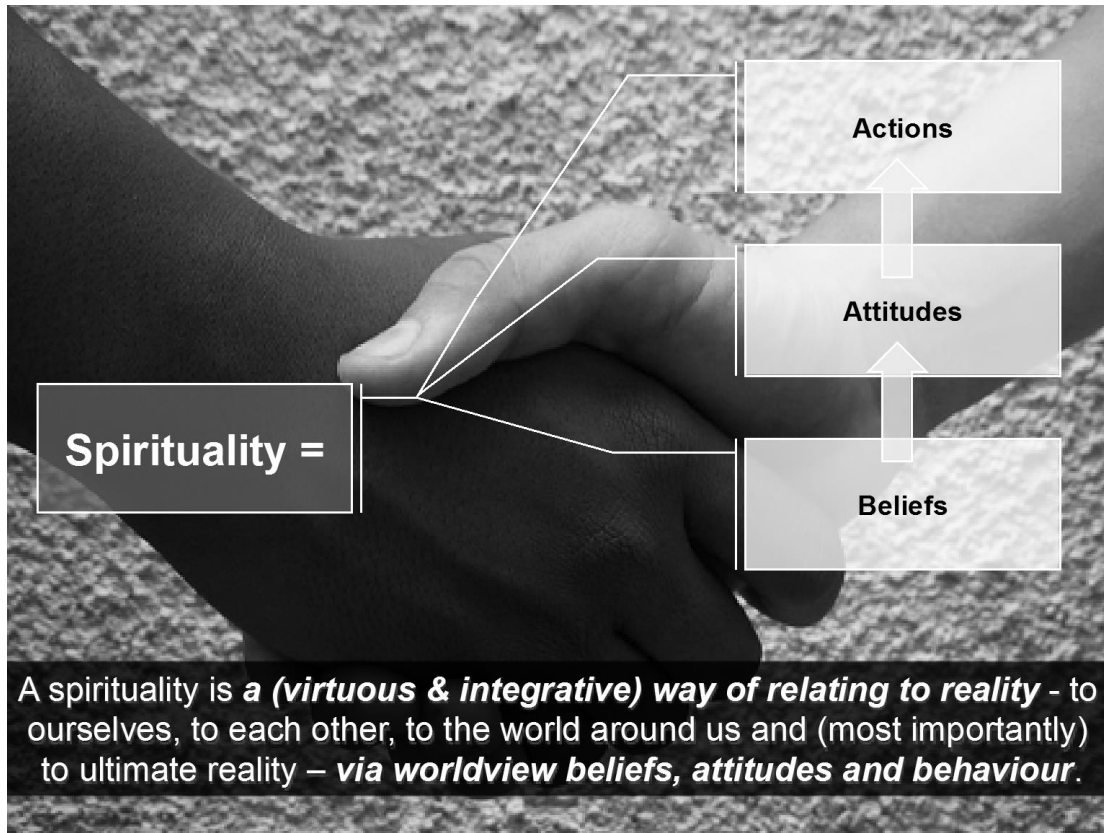 Actions
Attitudes
Spirituality =
Beliefs
A spirituality is a (virtuous & integrative) way of relating to reality - to
ourselves, to each other, to the world around us and (most importantly)
to ultimate reality – via worldview beliefs, attitudes and behaviour.